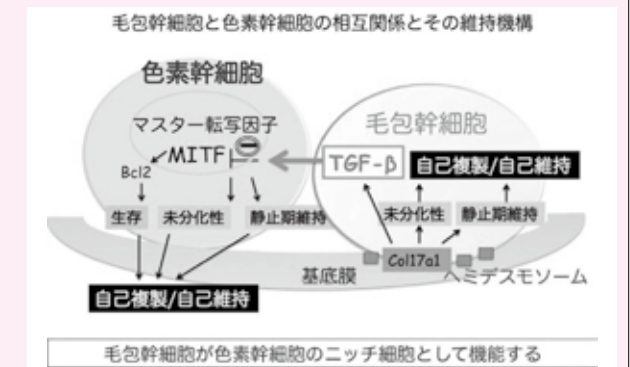 毛包幹細胞と色素幹細胞の相互関係とその維持機構
色素幹細胞
マスター転写因子
MITF
Bcl2
生存
未分化性
静止期維持
自己複製/自己維持
毛包幹細胞
TGF-β
自己複製/自己維持
未分化性
静止期維持
Col17a1
基底膜
ヘミデスモソーム
毛包幹細胞が色素幹細胞のニッチ細胞として機能する